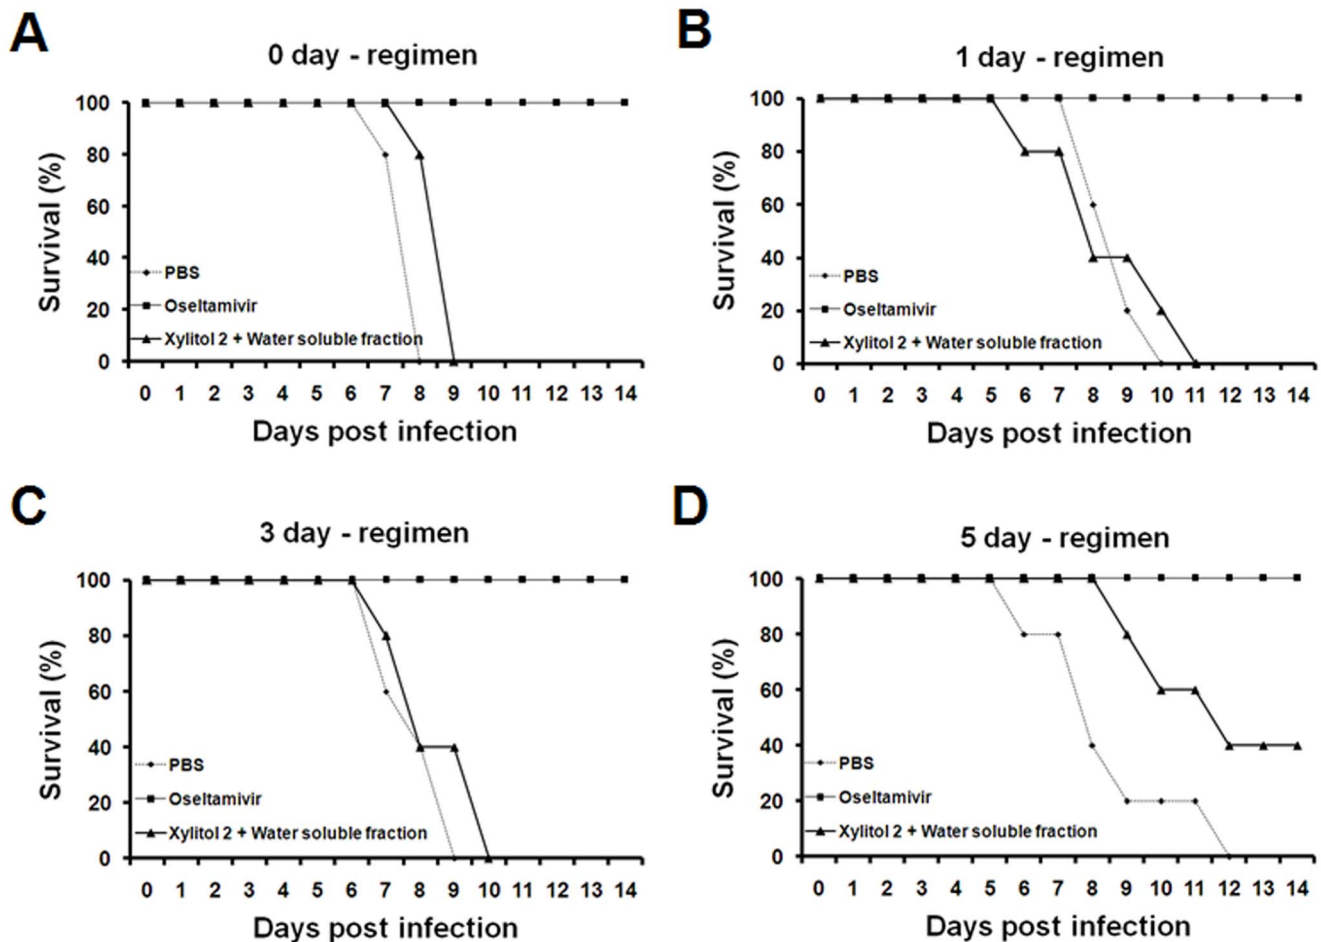 A
0 day - regimen
Survival (%)
100
80
60
40
20
0
PBS
Oseltamivir
Xylitol 2 + Water soluble fraction
0 1 2 3 4 5 6 7 8 9 10 11 12 13 14
Days post infection
B
1 day - regimen
Survival (%)
100
80
60
40
20
0
PBS
Oseltamivir
Xylitol 2 + Water soluble fraction
0 1 2 3 4 5 6 7 8 9 10 11 12 13 14
Days post infection
C
3 day - regimen
Survival (%)
100
80
60
40
20
0
PBS
Oseltamivir
Xylitol 2 + Water soluble fraction
0 1 2 3 4 5 6 7 8 9 10 11 12 13 14
Days post infection
D
5 day - regimen
Survival (%)
100
80
60
40
20
0
PBS
Oseltamivir
Xylitol 2 + Water soluble fraction
0 1 2 3 4 5 6 7 8 9 10 11 12 13 14
Days post infection